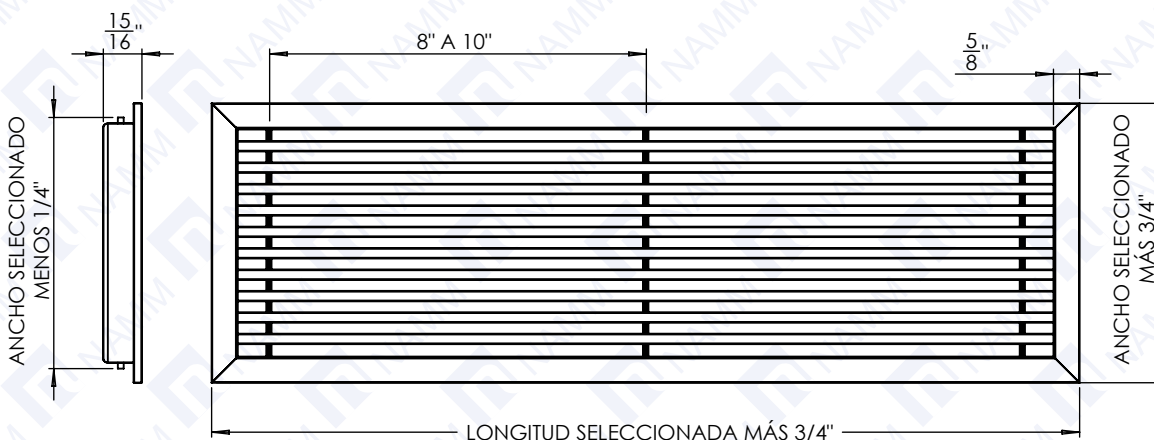 15/16"
8" A 10"
5/8"
ANCHO SELECCIONADO
MENOS 1/4"
ANCHO SELECCIONADO
MÁS 3/4"
LONGITUD SELECCIONADA MÁS 3/4"
NAMM